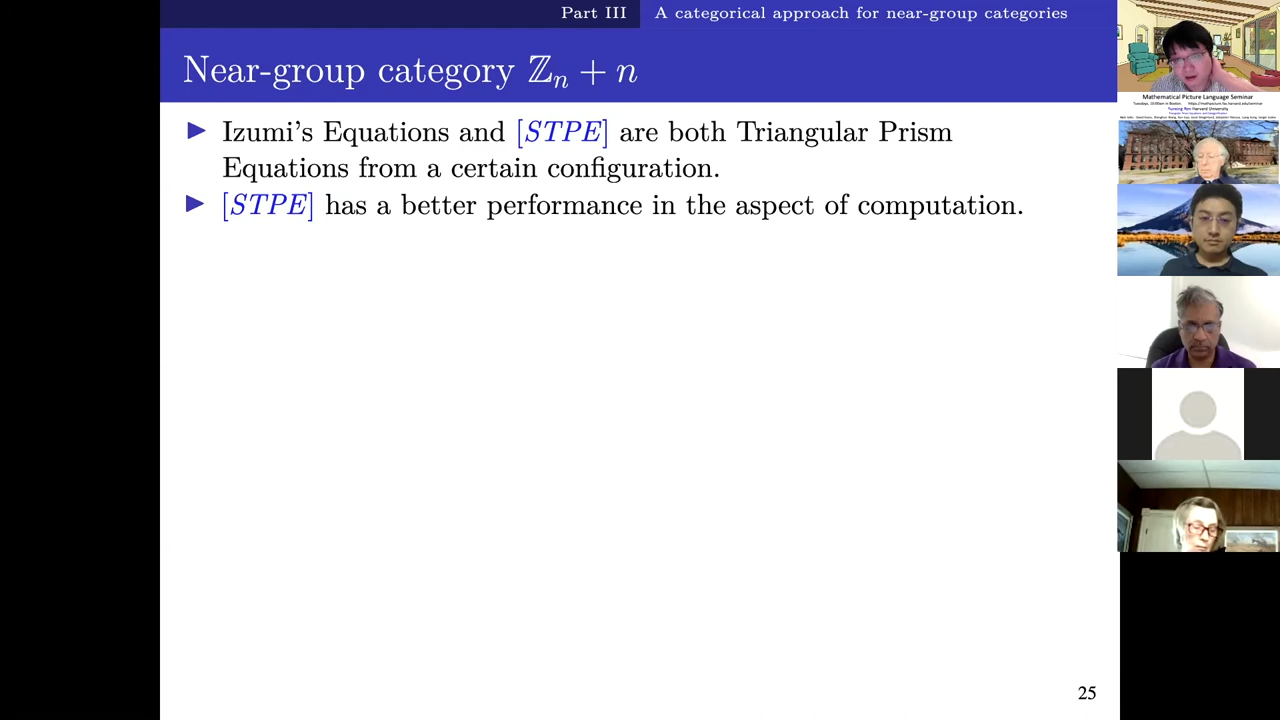 Part III A categorical approach for near-group categories
Near-group category ℤₙ + n
▶ Izumi's Equations and [STPE] are both Triangular Prism
Equations from a certain configuration.
▶ [STPE] has a better performance in the aspect of computation.
25
Mathematical Picture Language Seminar